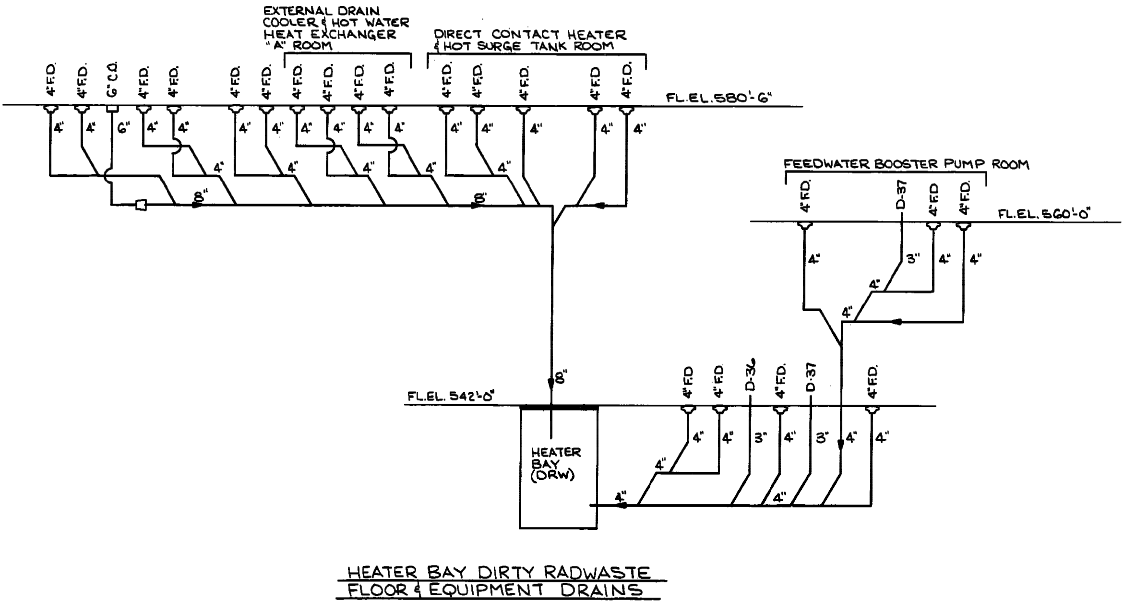 EXTERNAL DRAIN
COOLER & HOT WATER
HEAT EXCHANGER
"A" ROOM
DIRECT CONTACT HEATER
& HOT SURGE TANK ROOM
4"F.D. 4"F.D. 6"C.O. 4"F.D. 4"F.D. 4"F.D. 4"F.D. 4"F.D. 4"F.D. 4"F.D. 4"F.D. 4"F.D. 4"F.D. 4"F.D. 4"F.D. 4"F.D.
FL.EL.580'-6"
4" 4" 6" 4" 4" 4" 4" 4" 4" 4" 4" 4" 4" 4" 4" 4"
4" 4" 4" 4" 4"
8" 8"
FEEDWATER BOOSTER PUMP ROOM
4"F.D. D-37 4"F.D 4"F.D.
FL.EL.560'-0"
4" 3" 4" 4"
4"
4"
8"
4"F.D 4"F.D. D-36 4"F.D. D-37 4"F.D.
FL.EL. 542'-0"
4" 4" 3" 4" 3" 4" 4"
4"
4" 4"
HEATER
BAY
(DRW)
HEATER BAY DIRTY RADWASTE
FLOOR & EQUIPMENT DRAINS